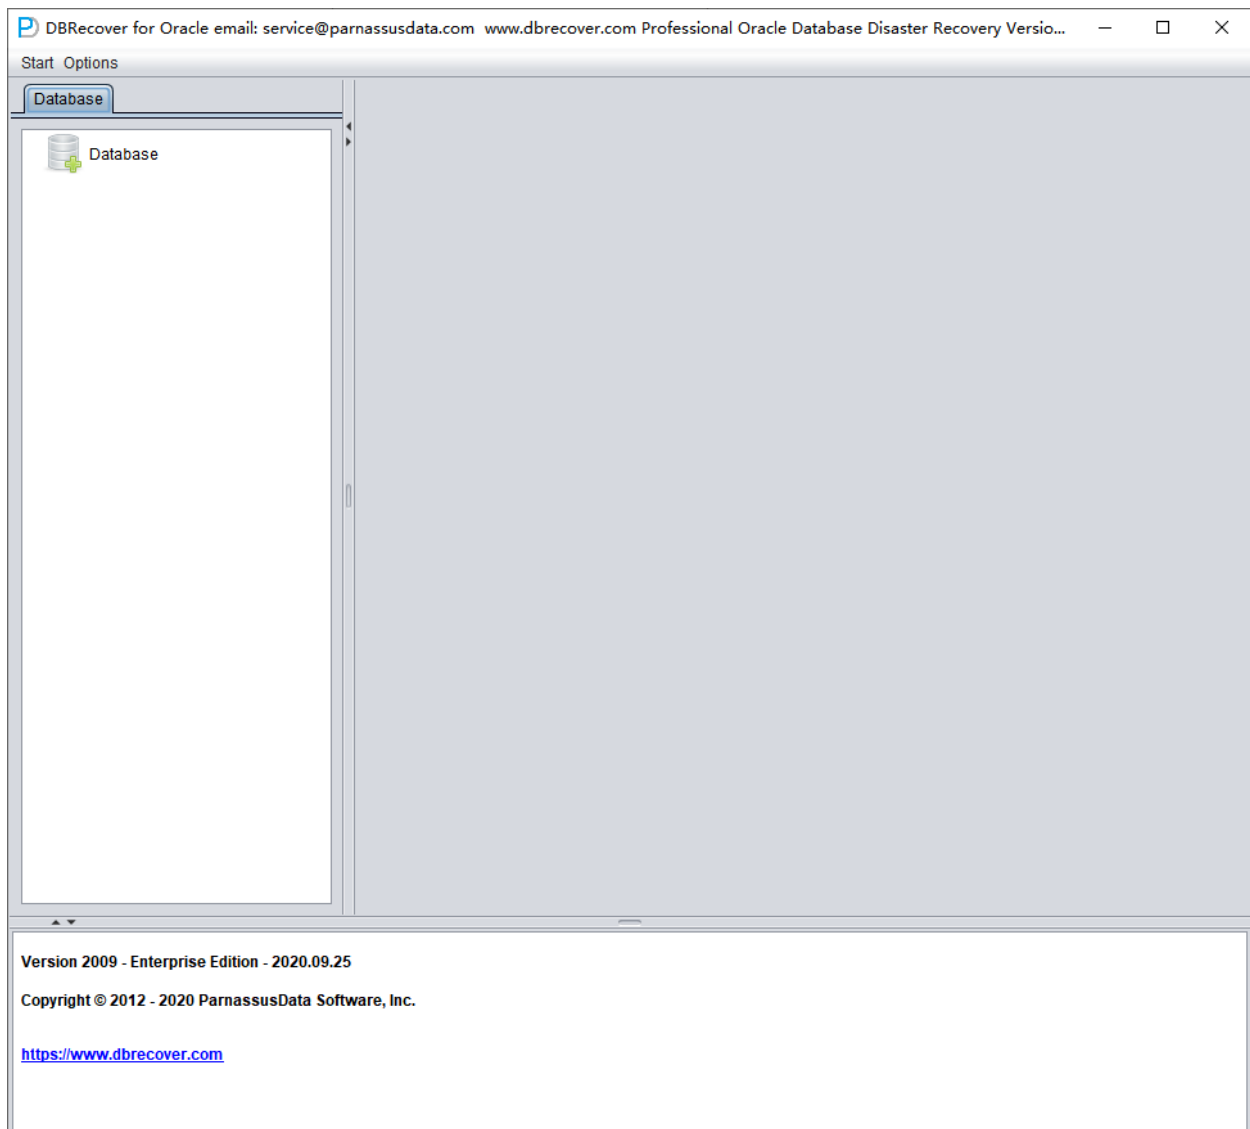 DBRecover for Oracle email: service@parnassusdata.com www.dbrecover.com Professional Oracle Database Disaster Recovery Versio...
Start Options
Database
Database
Version 2009 - Enterprise Edition - 2020.09.25
Copyright © 2012 - 2020 ParnassusData Software, Inc.
https://www.dbrecover.com